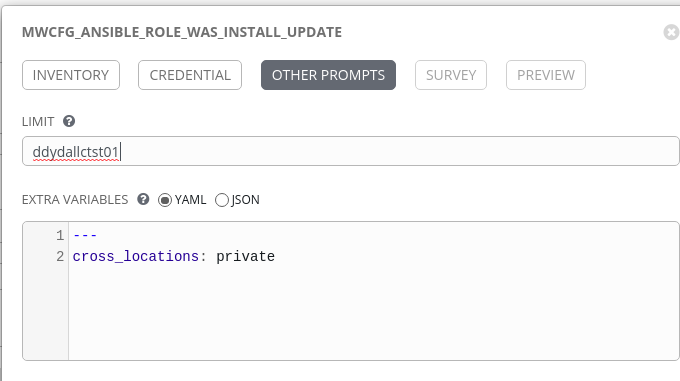 MWCFG_ANSIBLE_ROLE_WAS_INSTALL_UPDATE
INVENTORY CREDENTIAL OTHER PROMPTS SURVEY PREVIEW
LIMIT ?
ddydallctst01
EXTRA VARIABLES ? YAML JSON
1 ---
2 cross_locations: private